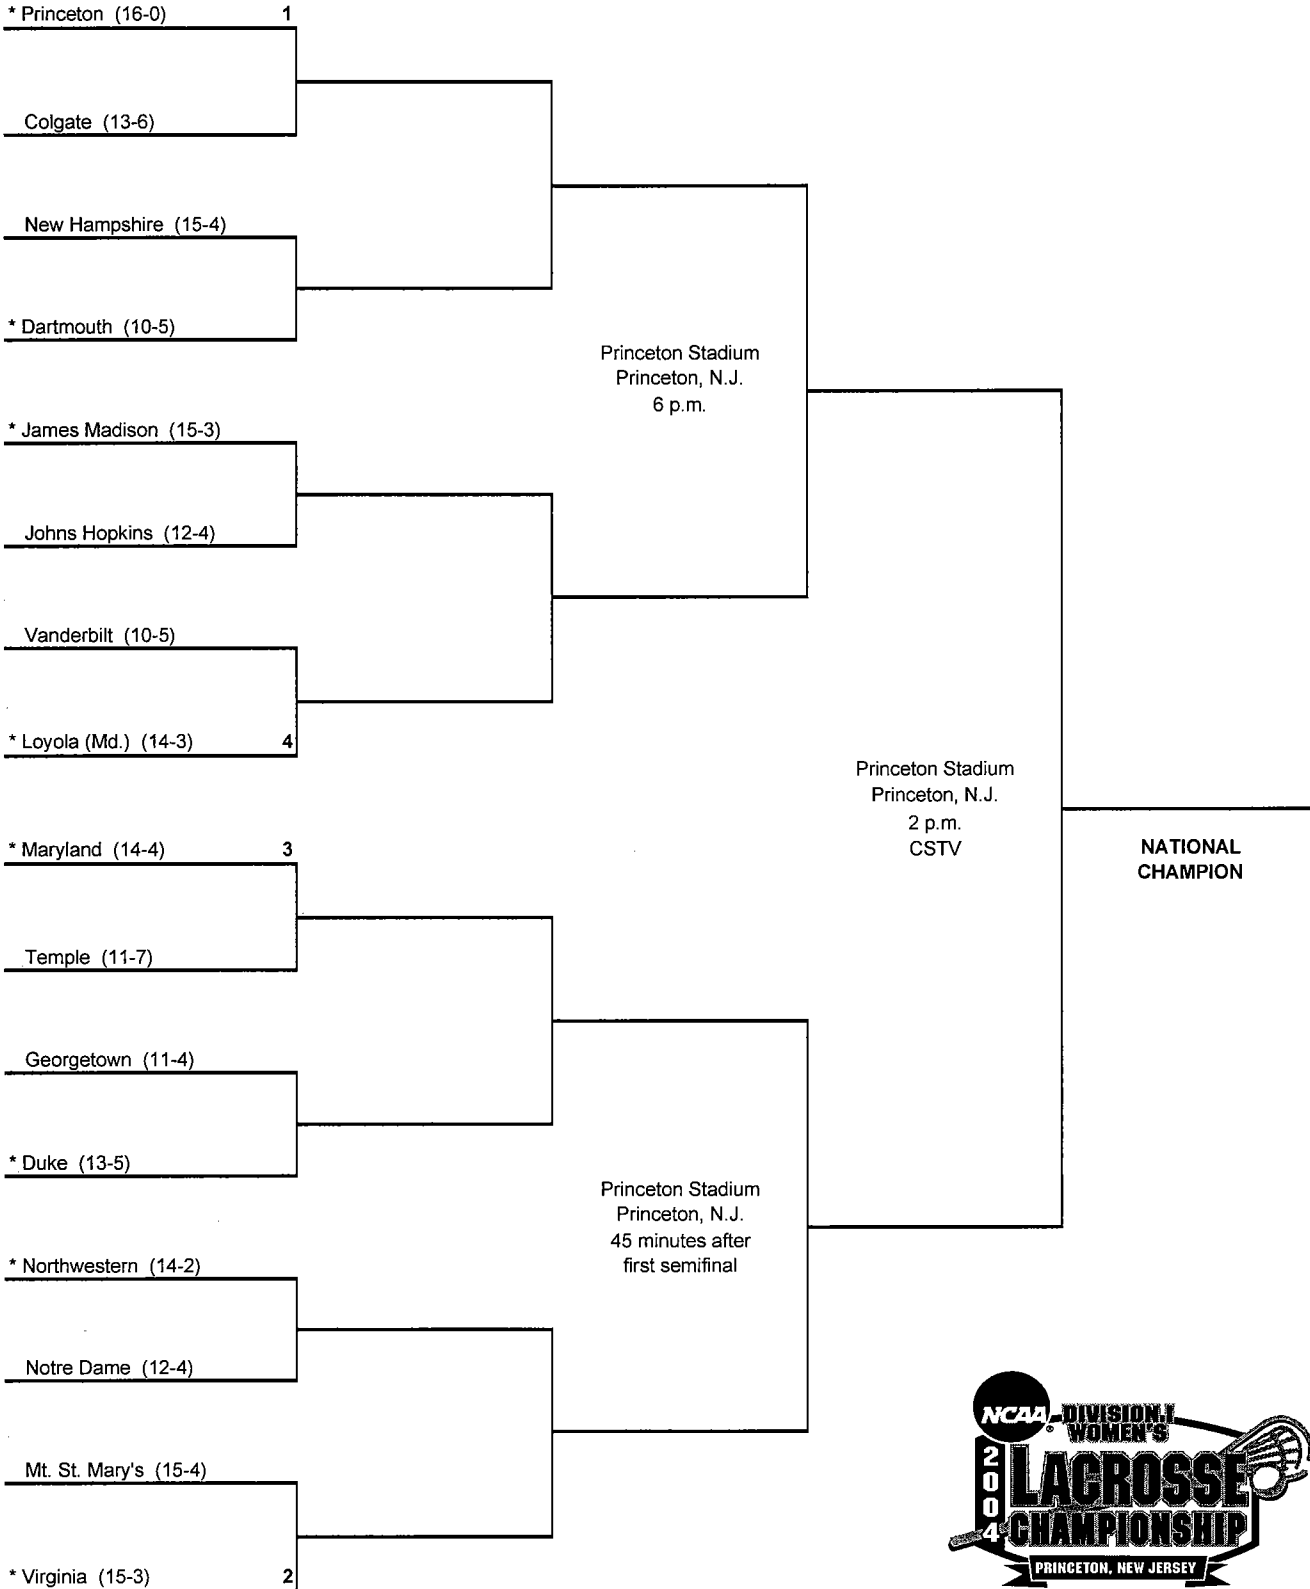 * Princeton (16-0) 1
Colgate (13-6)
New Hampshire (15-4)
* Dartmouth (10-5)
Princeton Stadium
Princeton, N.J.
6 p.m.
* James Madison (15-3)
Johns Hopkins (12-4)
Vanderbilt (10-5)
* Loyola (Md.) (14-3) 4
Princeton Stadium
Princeton, N.J.
2 p.m.
CSTV
NATIONAL
CHAMPION
* Maryland (14-4) 3
Temple (11-7)
Georgetown (11-4)
* Duke (13-5)
Princeton Stadium
Princeton, N.J.
45 minutes after
first semifinal
* Northwestern (14-2)
Notre Dame (12-4)
Mt. St. Mary's (15-4)
* Virginia (15-3) 2
NCAA®
DIVISION I
WOMEN'S
2004
LACROSSE
CHAMPIONSHIP
PRINCETON, NEW JERSEY